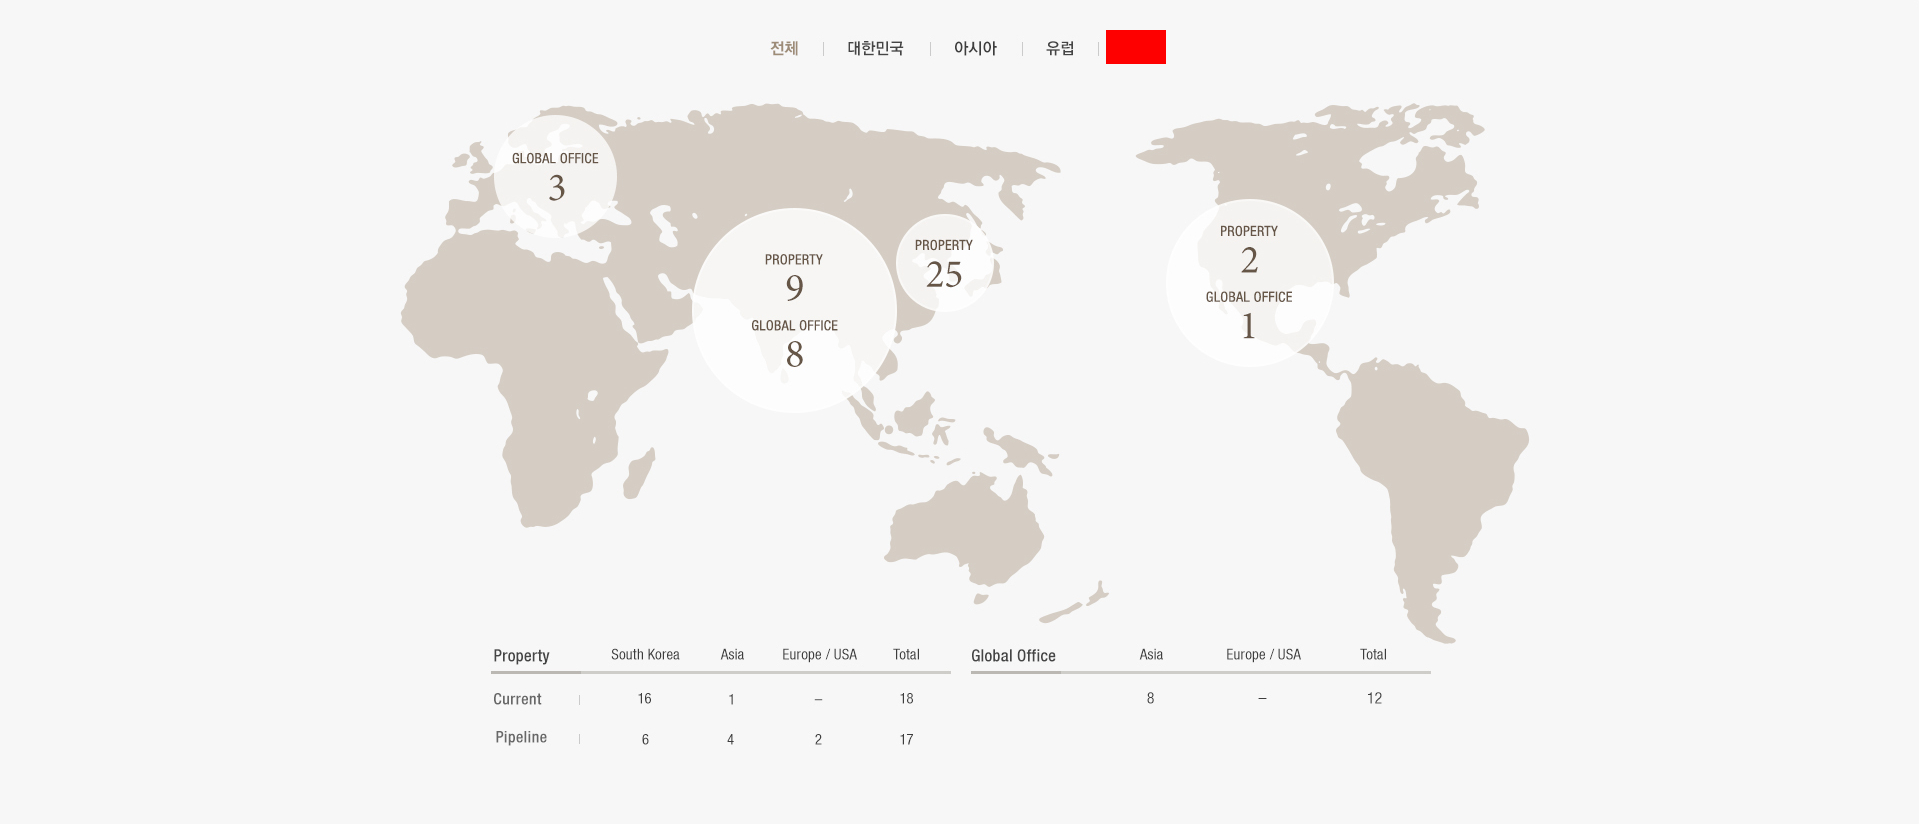 전체 대한민국 아시아 유럽
GLOBAL OFFICE
3
PROPERTY
9
GLOBAL OFFICE
8
PROPERTY
25
PROPERTY
2
GLOBAL OFFICE
1
Property South Korea Asia Europe / USA Total
Current 16 1 – 18
Pipeline 6 4 2 17
Global Office Asia Europe / USA Total
8 – 12